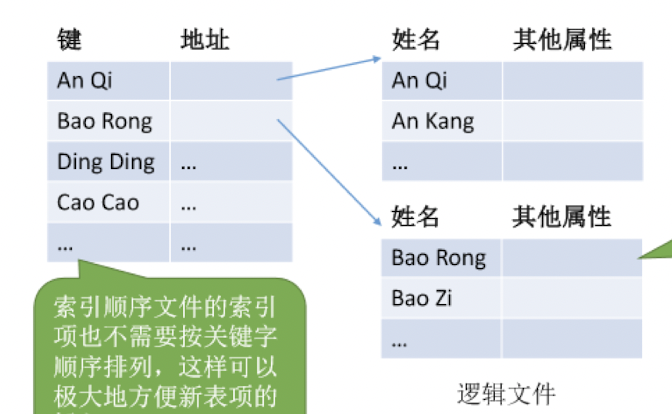 键 地址
An Qi
Bao Rong
Ding Ding ...
Cao Cao ...
... ...
索引顺序文件的索引
项也不需要按关键字
顺序排列，这样可以
极大地方便新表项的
姓名 其他属性
An Qi
An Kang
...
姓名 其他属性
Bao Rong
Bao Zi
...
逻辑文件